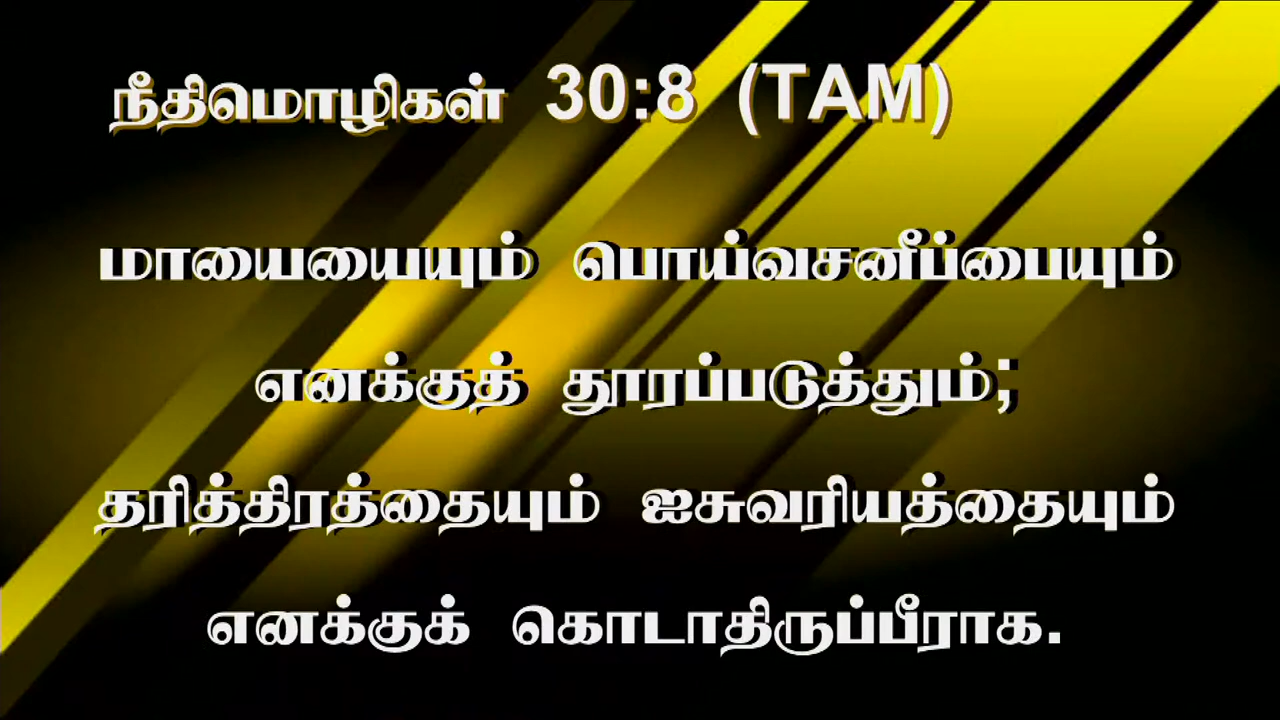 நீதிமொழிகள் 30:8 (TAM)
மாயையையும் பொய்வசனீப்பையும்
எனக்குத் தூரப்படுத்தும்;
தரித்திரத்தையும் ஐசுவரியத்தையும்
எனக்குக் கொடாதிருப்பீராக.